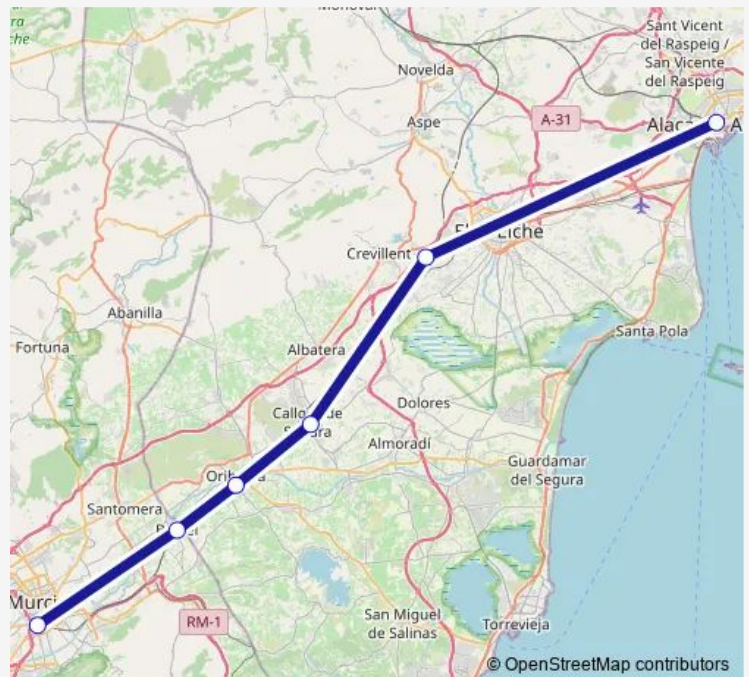 Sant Vicent
del Raspeig /
San Vicente
del Raspeig
Novelda
A-31
Aspe
Crevillent
Abanilla
Santa Pola
Fortuna
Albatera
Dolores
Almoradí
Guardamar
del Segura
Santomera
RM-1
San Miguel
de Salinas
Torrevieja
© OpenStreetMap contributors